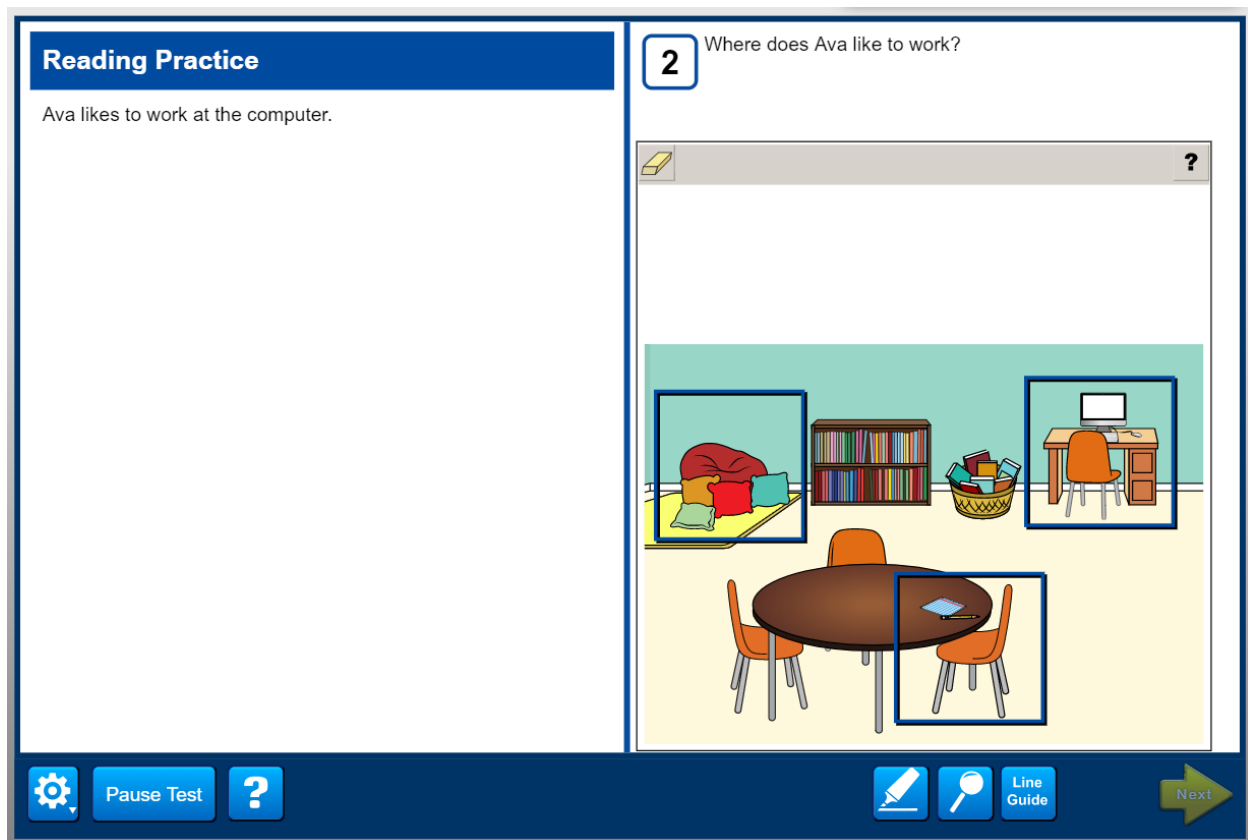 Reading Practice
Ava likes to work at the computer.
2
Where does Ava like to work?
?
Pause Test
?
Line
Guide
Next